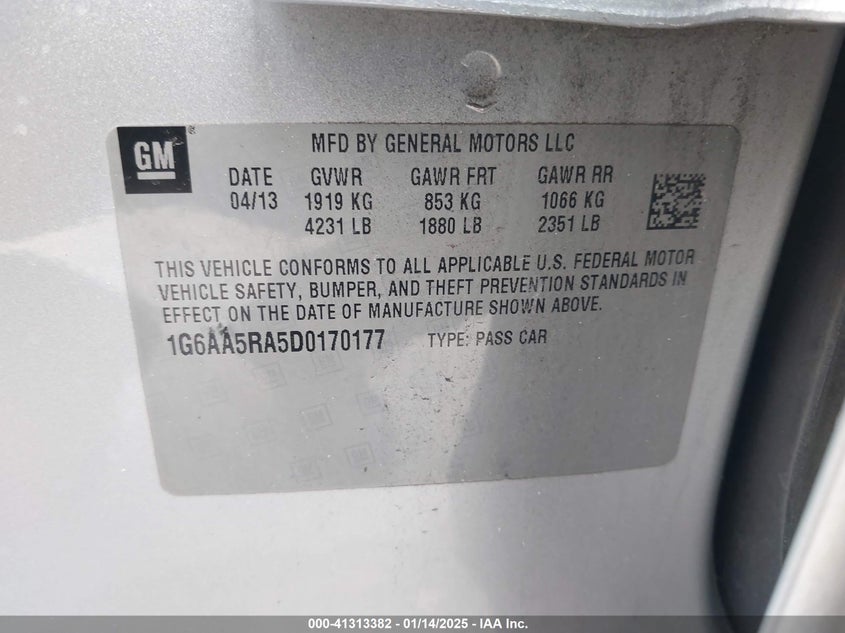 GM
MFD BY GENERAL MOTORS LLC
DATE GVWR GAWR FRT GAWR RR
04/13 1919 KG 853 KG 1066 KG
4231 LB 1880 LB 2351 LB
THIS VEHICLE CONFORMS TO ALL APPLICABLE U.S. FEDERAL MOTOR
VEHICLE SAFETY, BUMPER, AND THEFT PREVENTION STANDARDS IN
EFFECT ON THE DATE OF MANUFACTURE SHOWN ABOVE.
1G6AA5RA5D0170177 TYPE: PASS CAR
000-41313382 - 01/14/2025 - IAA Inc.